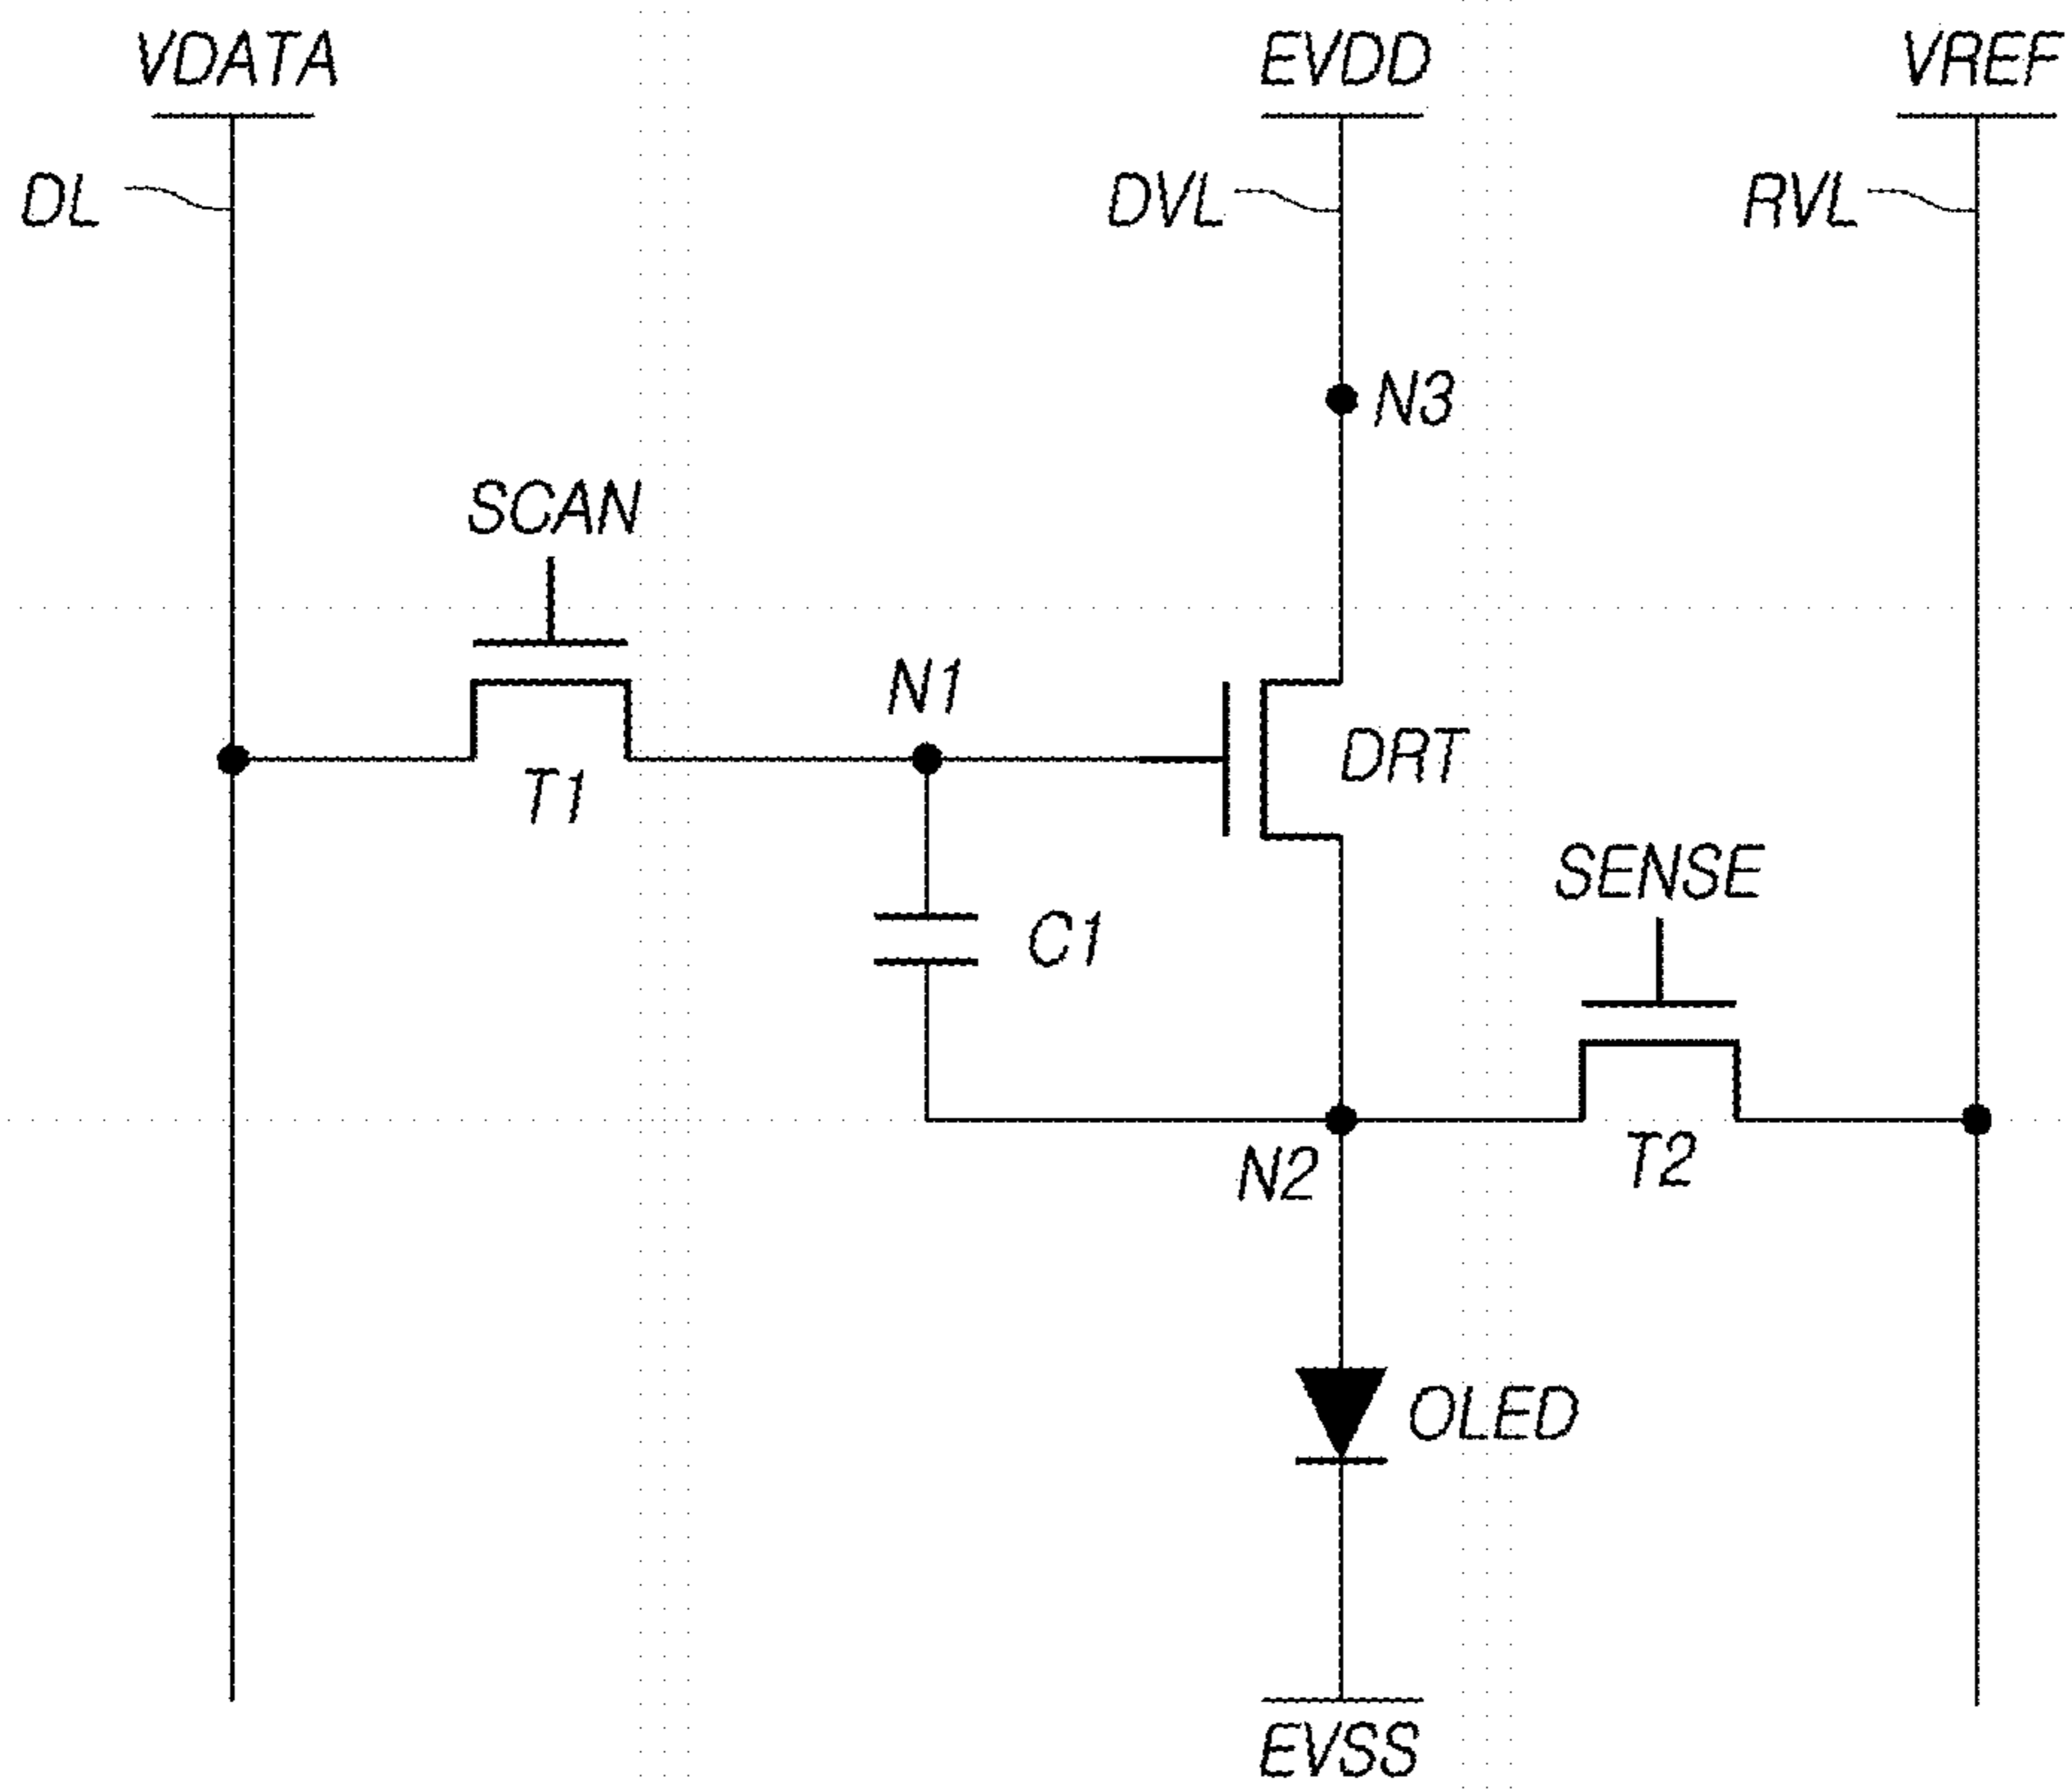 VDATA
EVDD
VREF
DL
DVL
RVL
N3
SCAN
N1
DRT
T1
SENSE
C1
N2
T2
OLED
EVSS